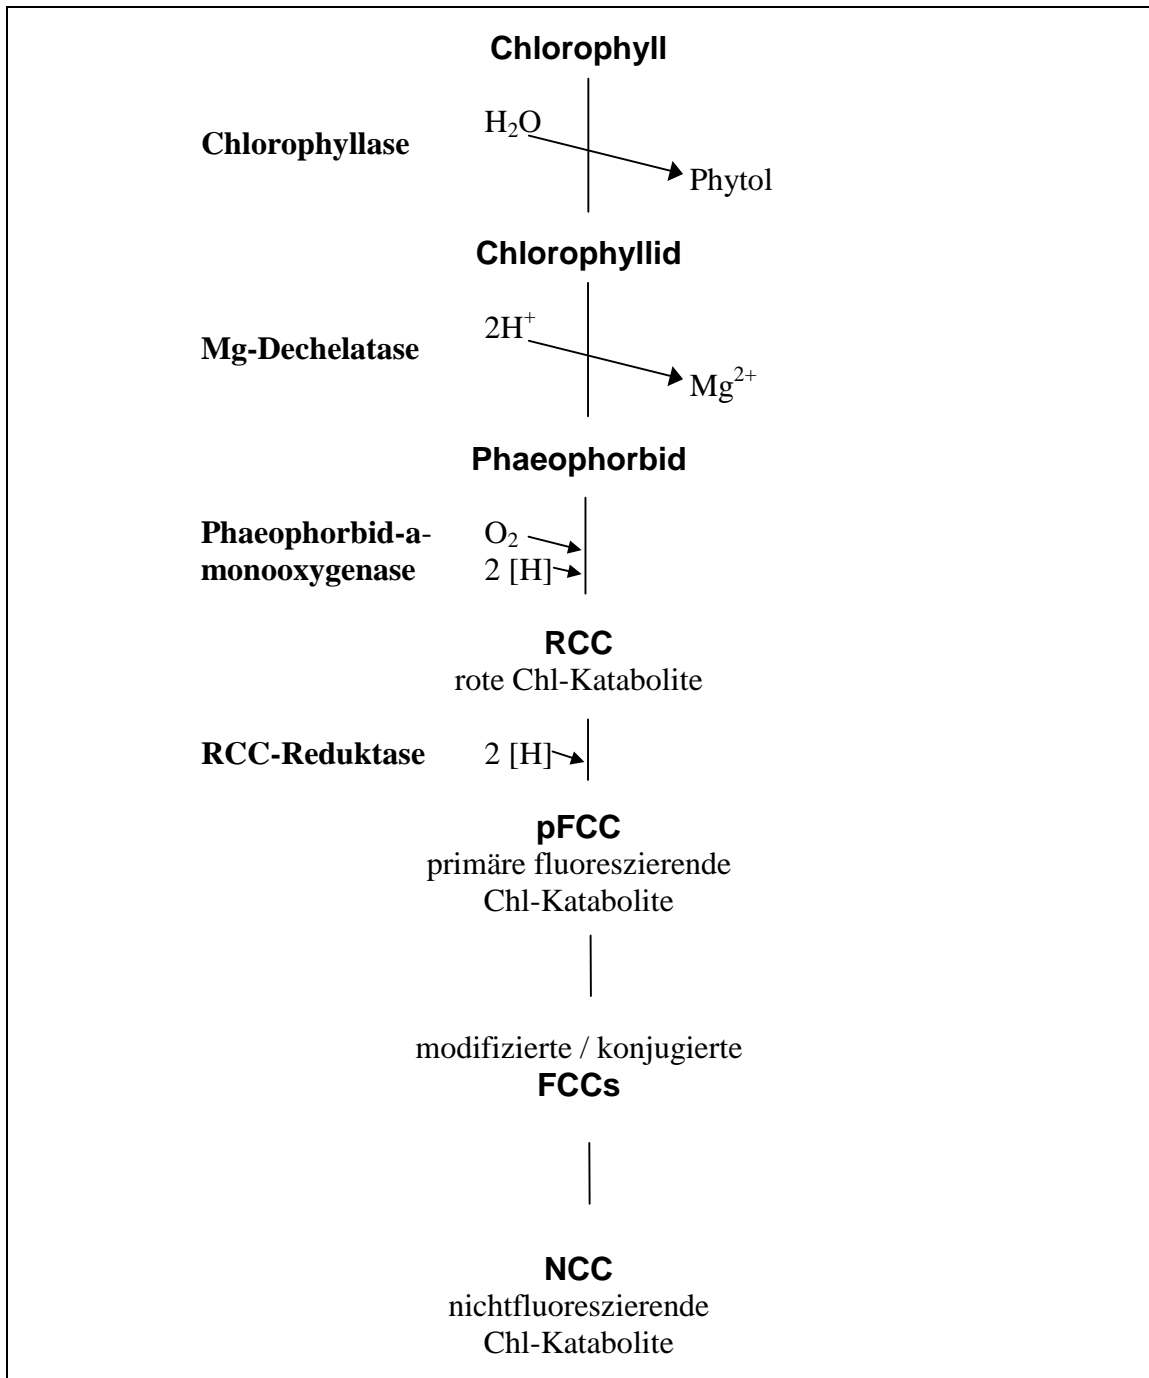 Chlorophyll
H₂O
Chlorophyllase
Phytol
Chlorophyllid
2H⁺
Mg-Dechelatase
Mg²⁺
Phaeophorbid
Phaeophorbid-a-
monooxygenase
O₂
2 [H]
RCC
rote Chl-Katabolite
RCC-Reduktase
2 [H]
pFCC
primäre fluoreszierende
Chl-Katabolite
modifizierte / konjugierte
FCCs
NCC
nichtfluoreszierende
Chl-Katabolite